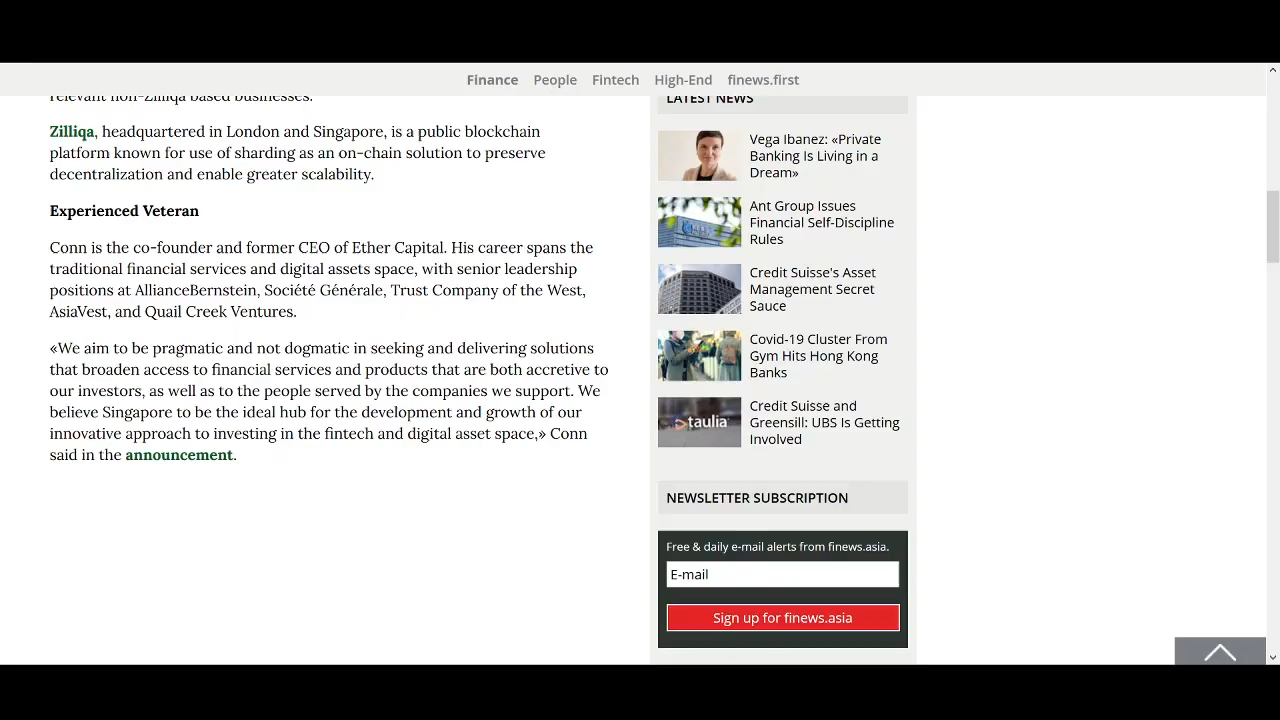 Finance People Fintech High-End finews.first
relevant non-Zilliqa based businesses.
Zilliqa, headquartered in London and Singapore, is a public blockchain
platform known for use of sharding as an on-chain solution to preserve
decentralization and enable greater scalability.
Experienced Veteran
Conn is the co-founder and former CEO of Ether Capital. His career spans the
traditional financial services and digital assets space, with senior leadership
positions at AllianceBernstein, Société Générale, Trust Company of the West,
AsiaVest, and Quail Creek Ventures.
«We aim to be pragmatic and not dogmatic in seeking and delivering solutions
that broaden access to financial services and products that are both accretive to
our investors, as well as to the people served by the companies we support. We
believe Singapore to be the ideal hub for the development and growth of our
innovative approach to investing in the fintech and digital asset space,» Conn
said in the announcement.
LATEST NEWS
Vega Ibanez: «Private
Banking Is Living in a
Dream»
Ant Group Issues
Financial Self-Discipline
Rules
Credit Suisse's Asset
Management Secret
Sauce
Covid-19 Cluster From
Gym Hits Hong Kong
Banks
taulia
Credit Suisse and
Greensill: UBS Is Getting
Involved
NEWSLETTER SUBSCRIPTION
Free & daily e-mail alerts from finews.asia.
E-mail
Sign up for finews.asia